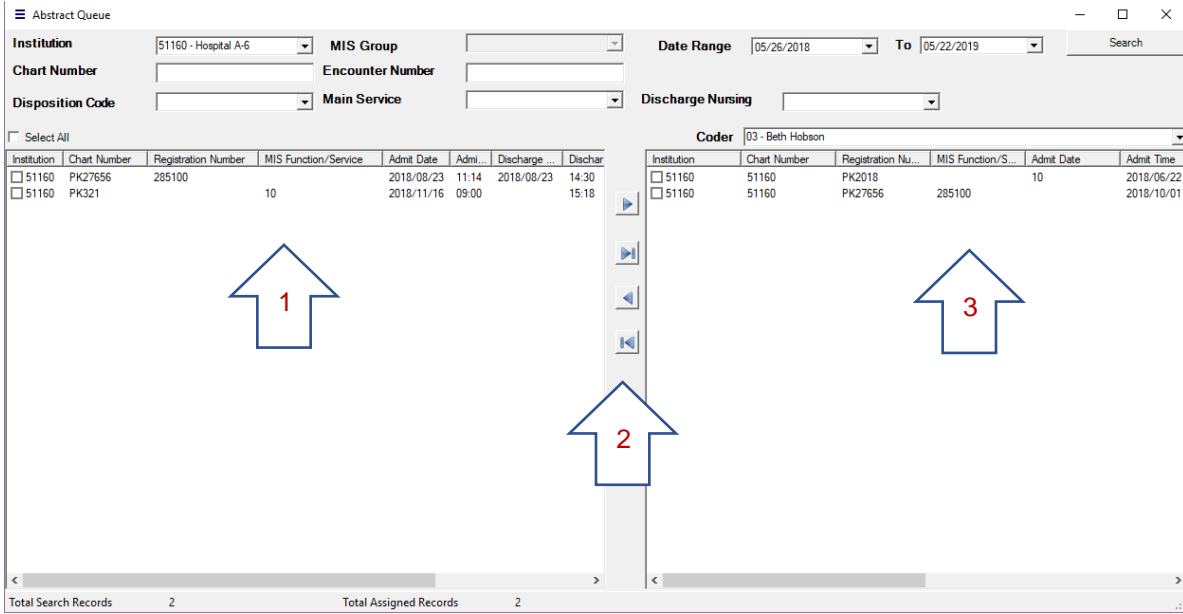 Abstract Queue
Institution 51160 - Hospital A-6 MIS Group Date Range 05/26/2018 To 05/22/2019 Search
Chart Number Encounter Number
Disposition Code Main Service Discharge Nursing
Select All Coder 03 - Beth Hobson
Institution Chart Number Registration Number MIS Function/Service Admit Date Admi... Discharge ... Dischar Institution Chart Number Registration Nu... MIS Function/S... Admit Date Admit Time
51160 PK27656 285100 2018/08/23 11:14 2018/08/23 14:30 51160 51160 PK2018 10 2018/06/22
51160 PK321 10 2018/11/16 09:00 15:18 51160 51160 PK27656 285100 2018/10/01
1
3
2
Total Search Records 2 Total Assigned Records 2